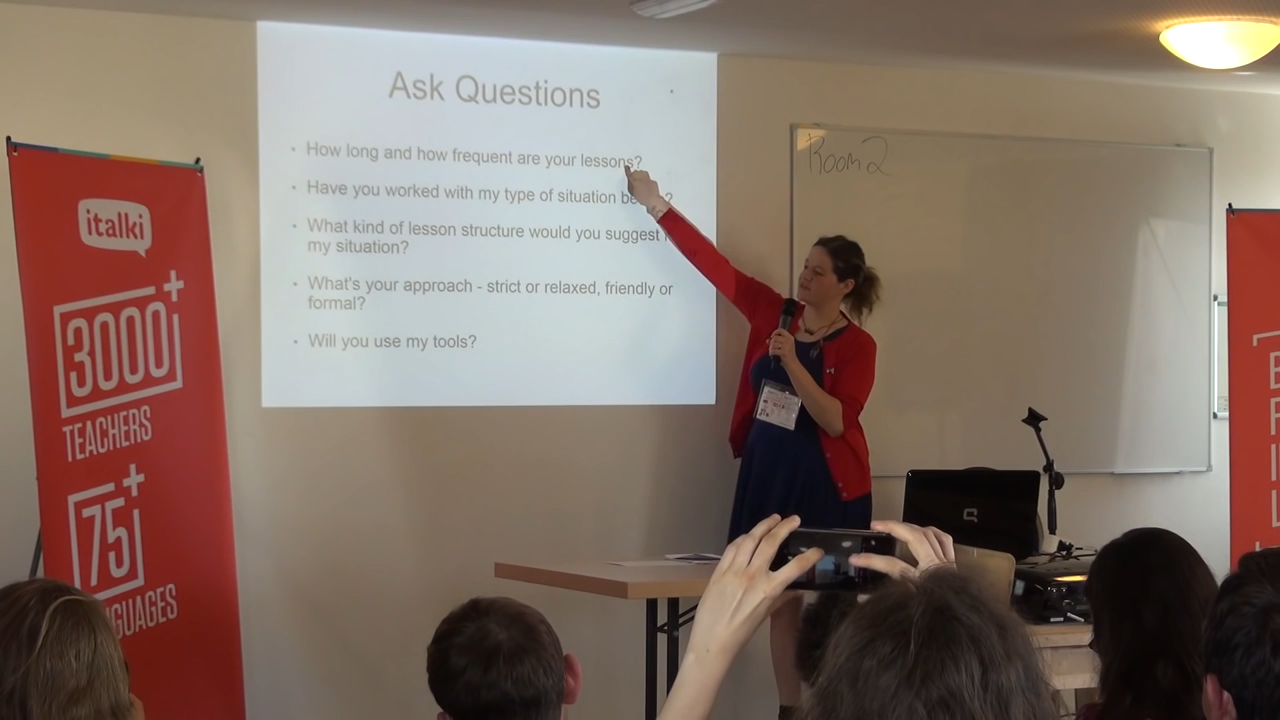 Ask Questions
How long and how frequent are your lessons?
Have you worked with my type of situation be
?
What kind of lesson structure would you suggest
my situation?
What's your approach - strict or relaxed, friendly or
formal?
Will you use my tools?
Room 2
italki
3000+
TEACHERS
75+
GUAGES